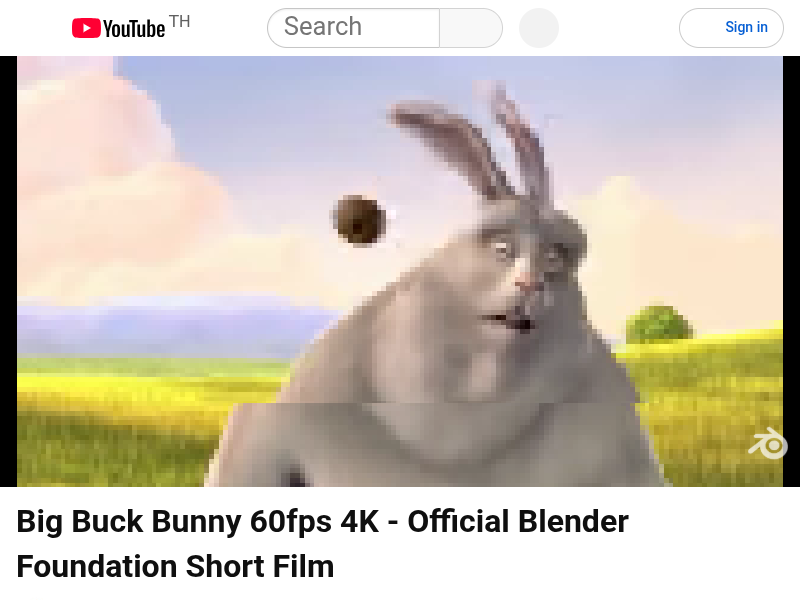 YouTube TH
Search
Sign in
Big Buck Bunny 60fps 4K - Official Blender
Foundation Short Film